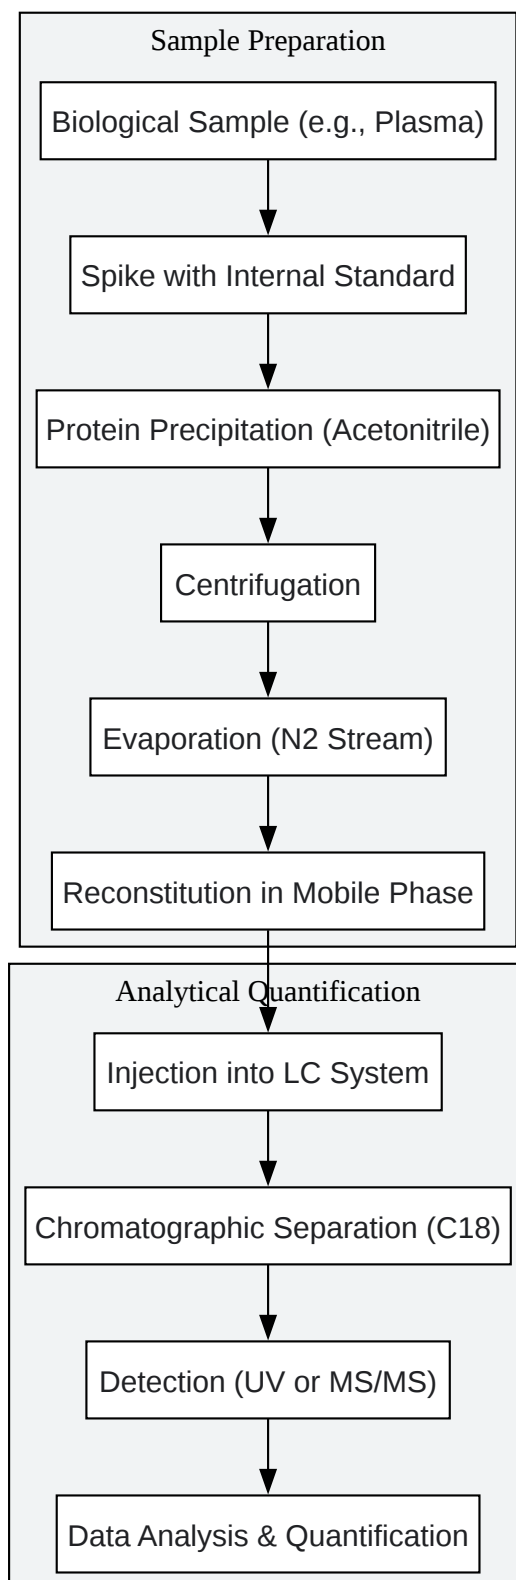 Sample Preparation
Biological Sample (e.g., Plasma)
Spike with Internal Standard
Protein Precipitation (Acetonitrile)
Centrifugation
Evaporation (N2 Stream)
Reconstitution in Mobile Phase
Analytical Quantification
Injection into LC System
Chromatographic Separation (C18)
Detection (UV or MS/MS)
Data Analysis & Quantification